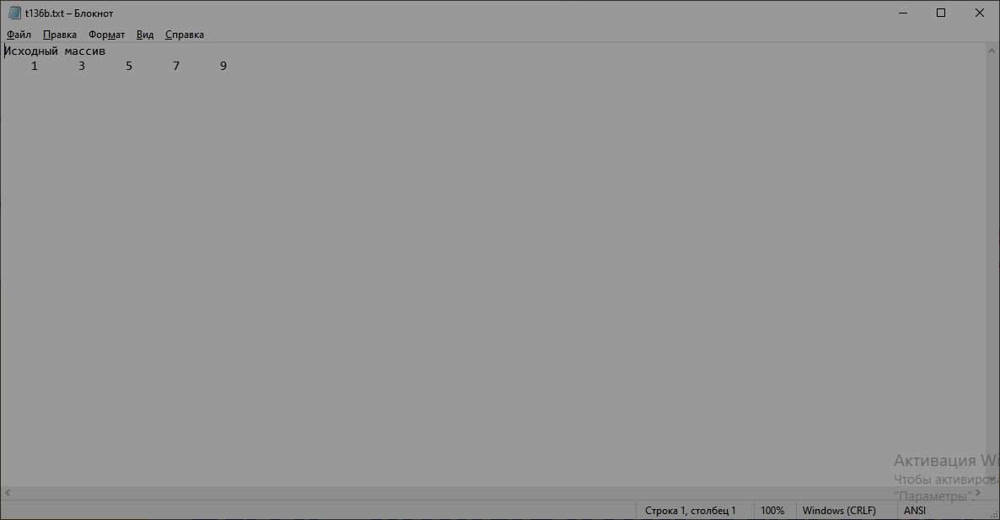 t136b.txt – Блокнот
Файл Правка Формат Вид Справка
Исходный массив
1 3 5 7 9
Активация Wi
Чтобы активирова
"Параметры".
Строка 1, столбец 1 100% Windows (CRLF) ANSI